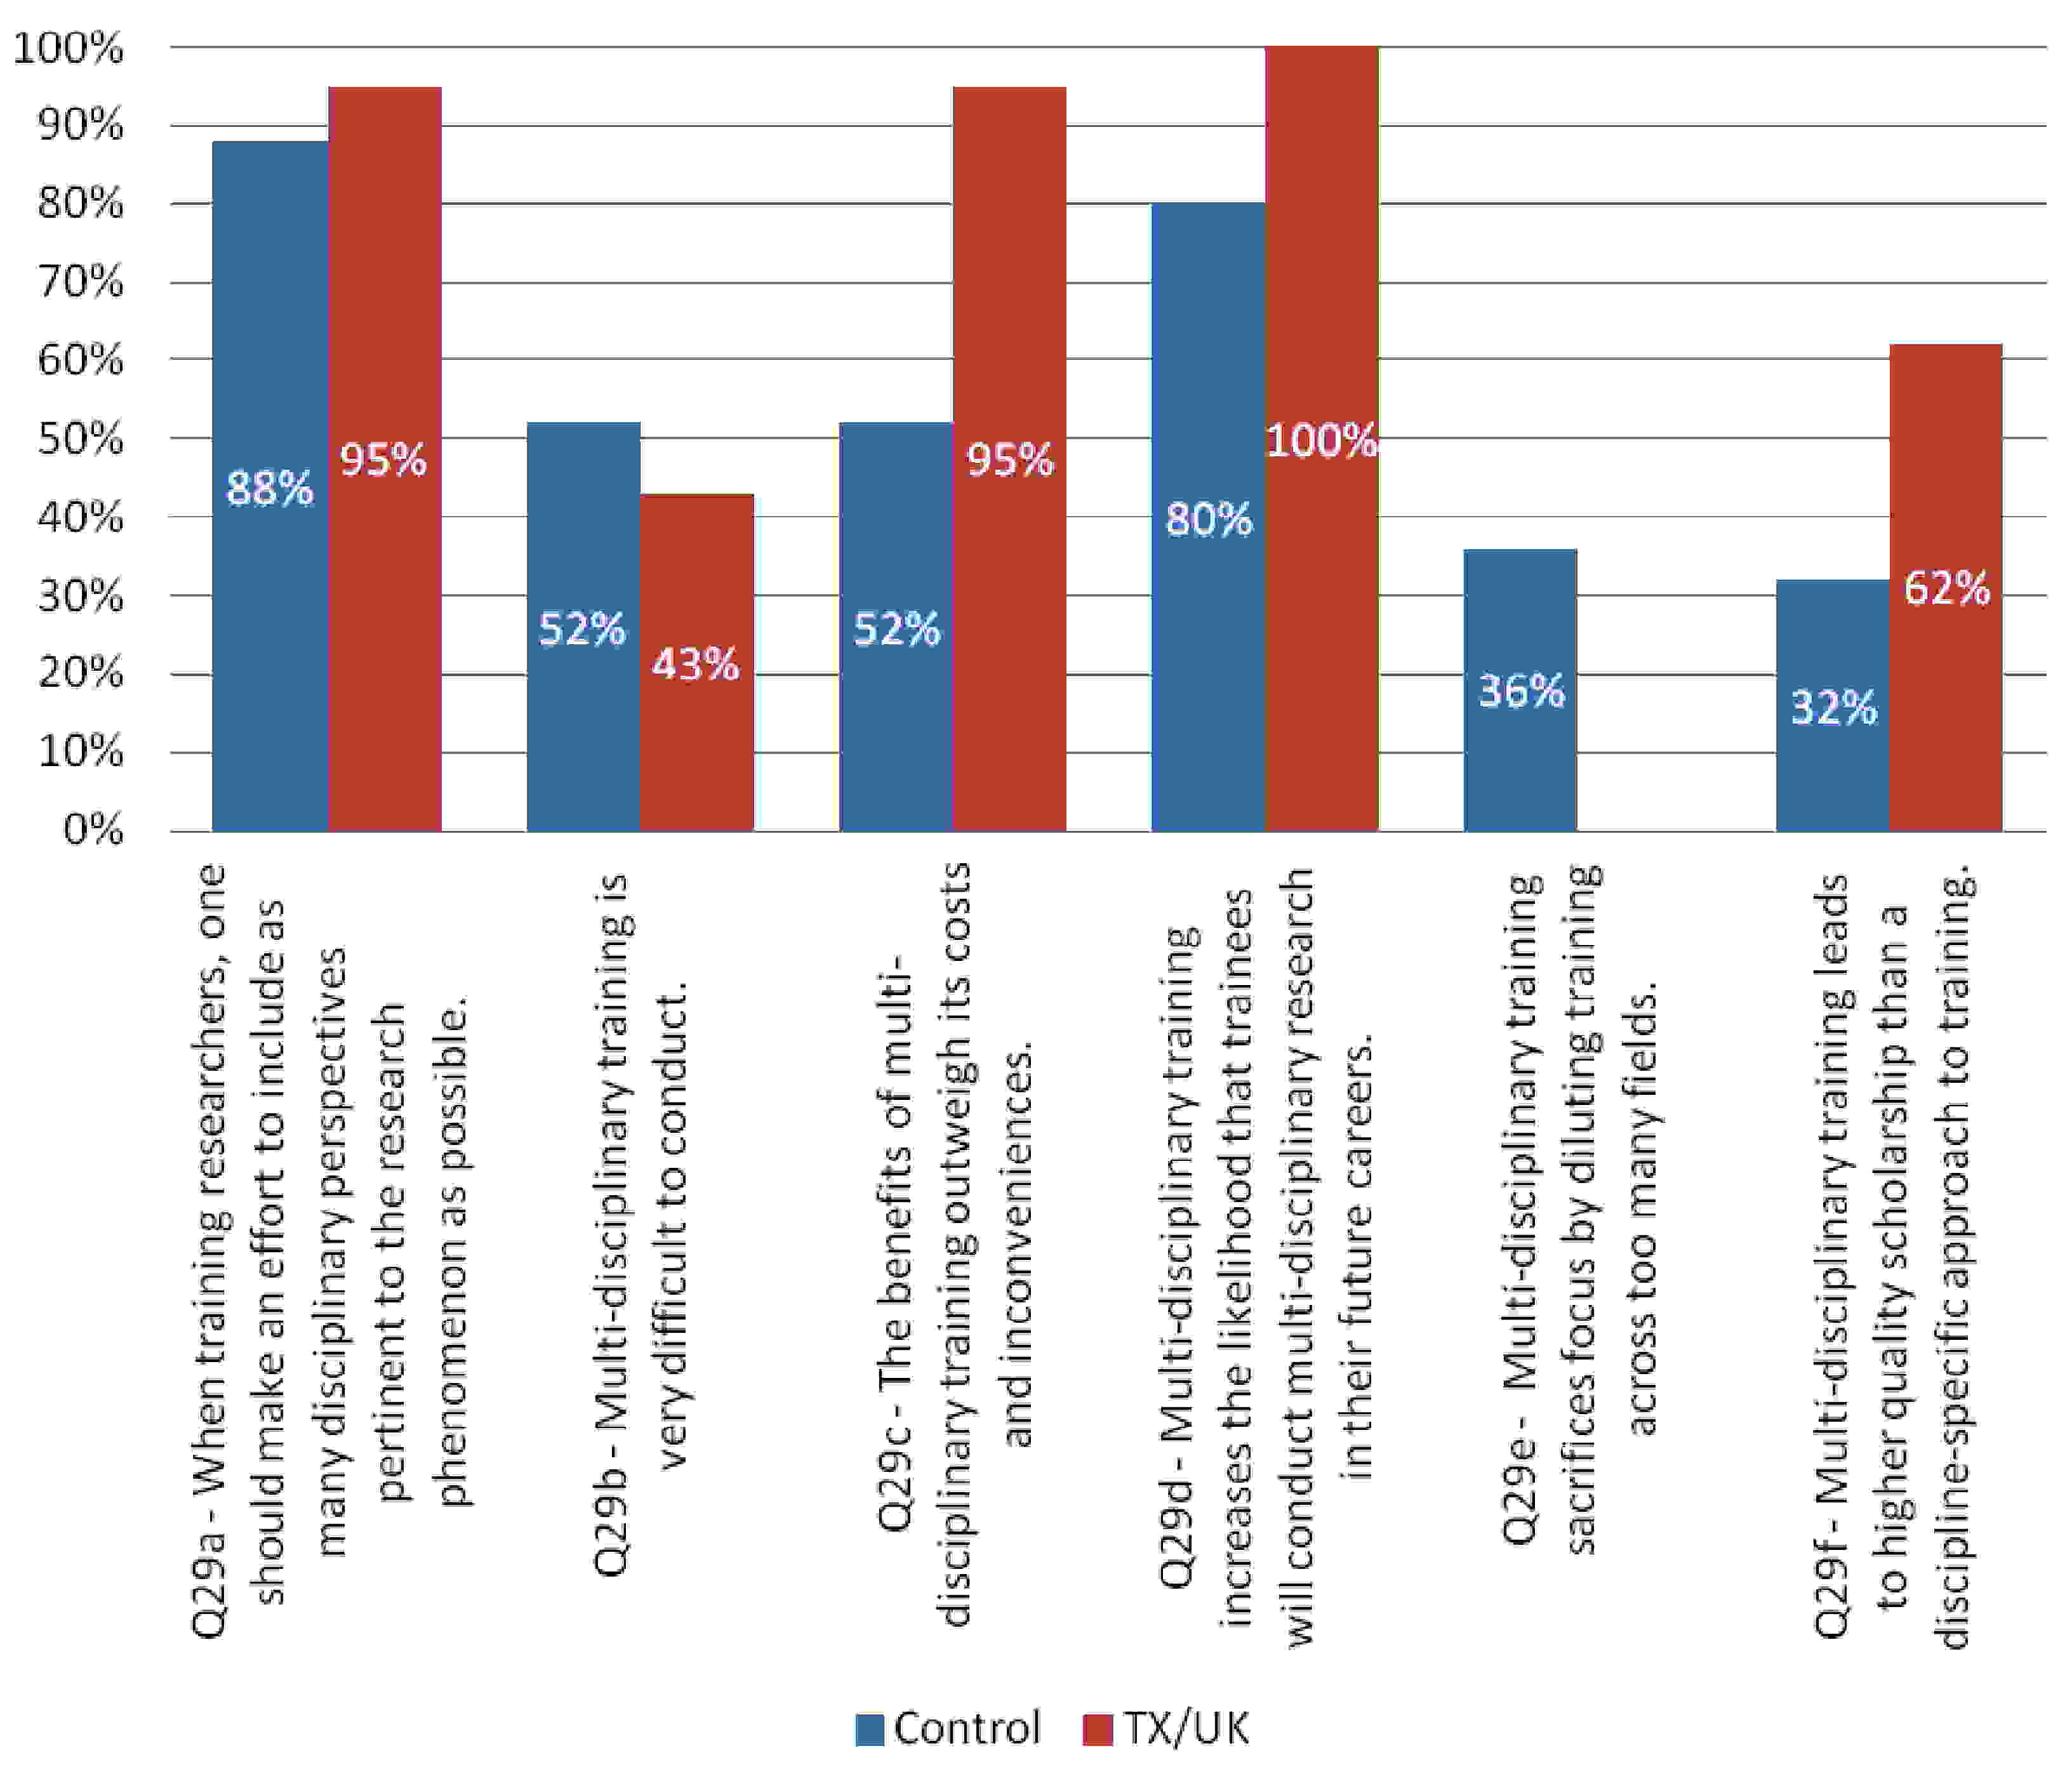 100%
90%
80%
70%
60%
50%
40%
30%
20%
10%
0%
88%
95%
52%
43%
52%
95%
80%
100%
36%
32%
62%
Q29a - When training researchers, one
should make an effort to include as
many disciplinary perspectives
pertinent to the research
phenomenon as possible.
Q29b - Multi-disciplinary training is
very difficult to conduct.
Q29c - The benefits of multi-
disciplinary training outweigh its costs
and inconveniences.
Q29d - Multi-disciplinary training
increases the likelihood that trainees
will conduct multi-disciplinary research
in their future careers.
Q29e - Multi-disciplinary training
sacrifices focus by diluting training
across too many fields.
Q29f - Multi-disciplinary training leads
to higher quality scholarship than a
discipline-specific approach to training.
Control
TX/UK